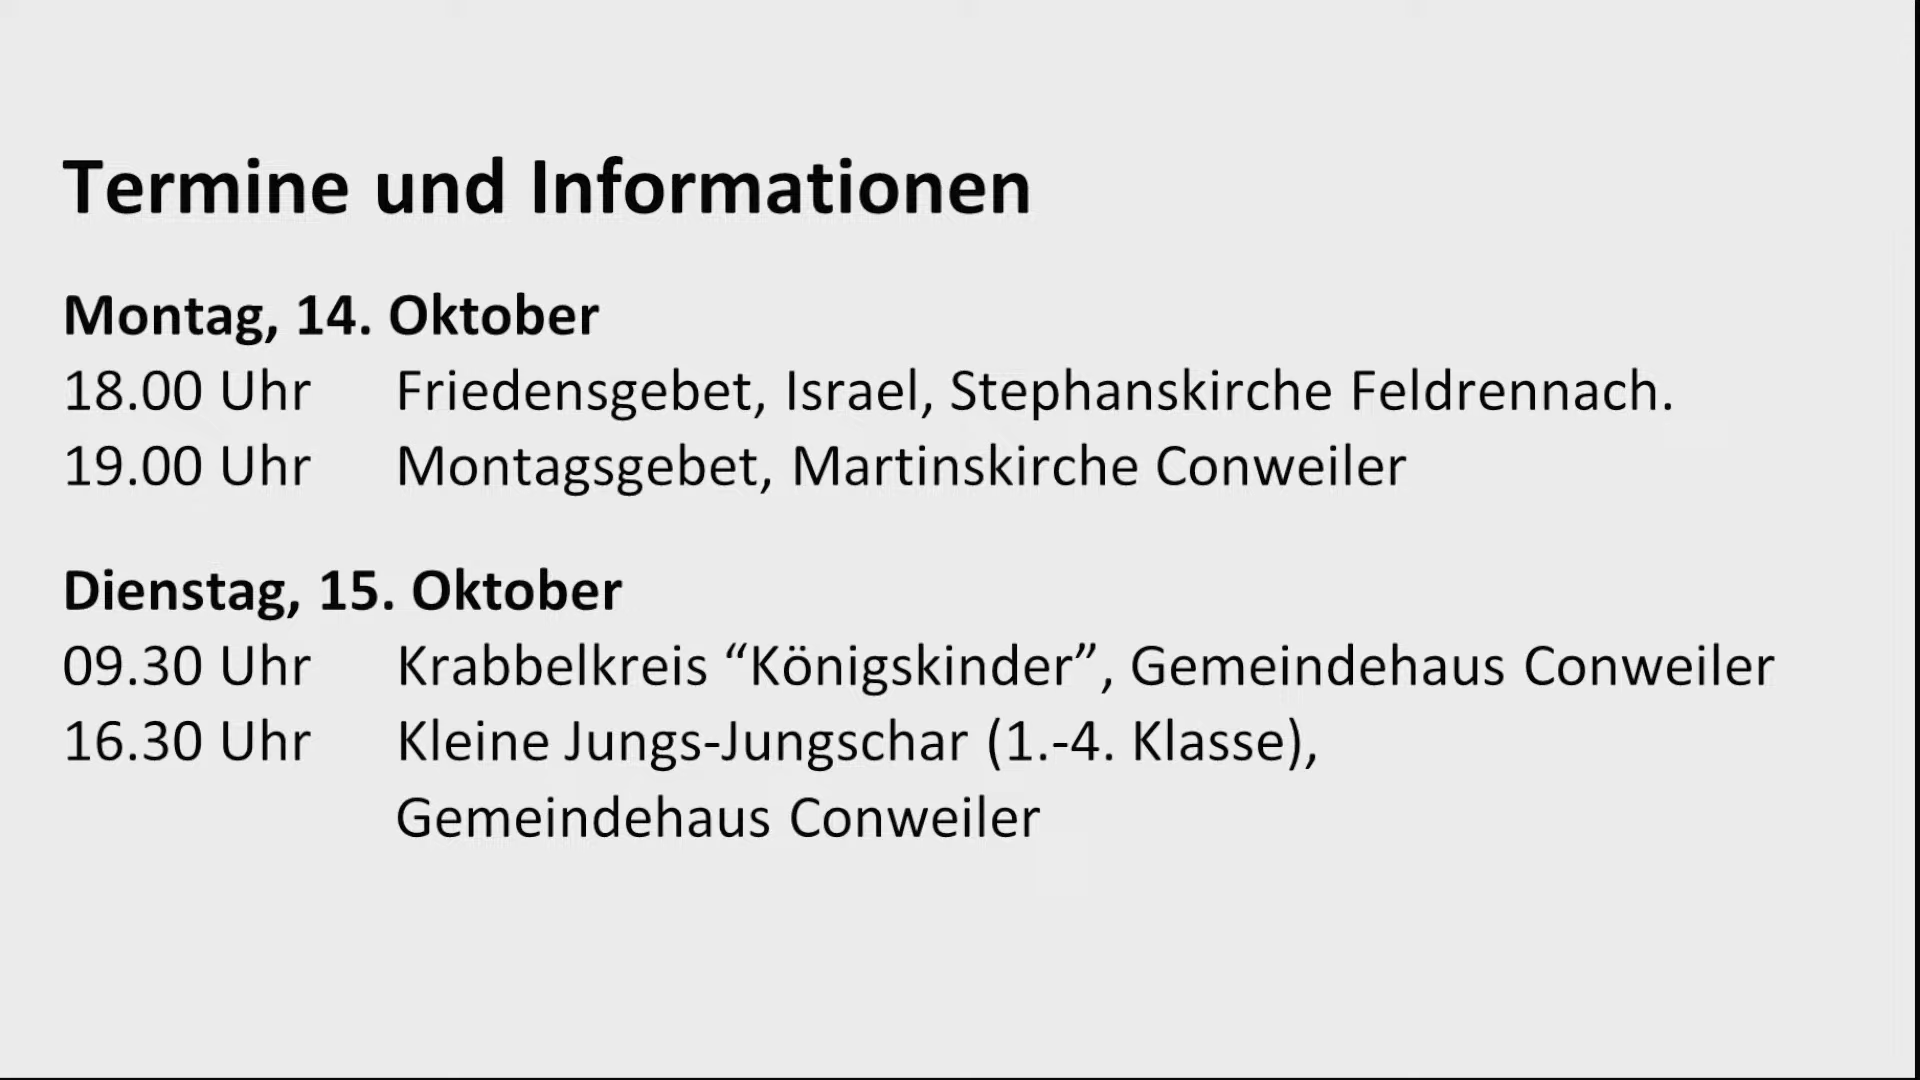 Termine und Informationen
Montag, 14. Oktober
18.00 Uhr Friedensgebet, Israel, Stephanskirche Feldrennach.
19.00 Uhr Montagsgebet, Martinskirche Conweiler
Dienstag, 15. Oktober
09.30 Uhr Krabbelkreis “Königskinder”, Gemeindehaus Conweiler
16.30 Uhr Kleine Jungs-Jungschar (1.-4. Klasse),
Gemeindehaus Conweiler